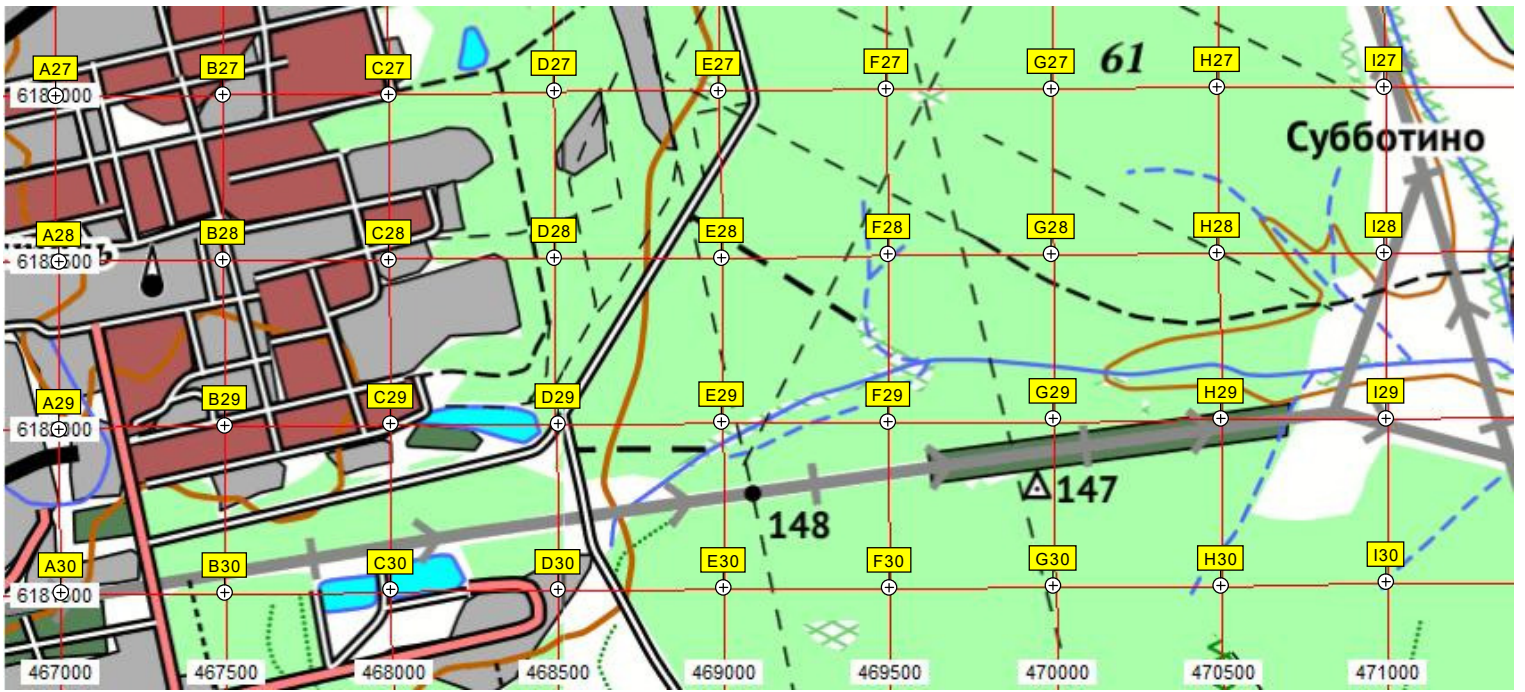 61
A27 B27 C27 D27 E27 F27 G27 H27 I27
Субботино
A28 B28 C28 D28 E28 F28 G28 H28 I28
A29 B29 C29 D29 E29 F29 G29 H29 I29
147
148
A30 B30 C30 D30 E30 F30 G30 H30 I30
467000 467500 468000 468500 469000 469500 470000 470500 471000